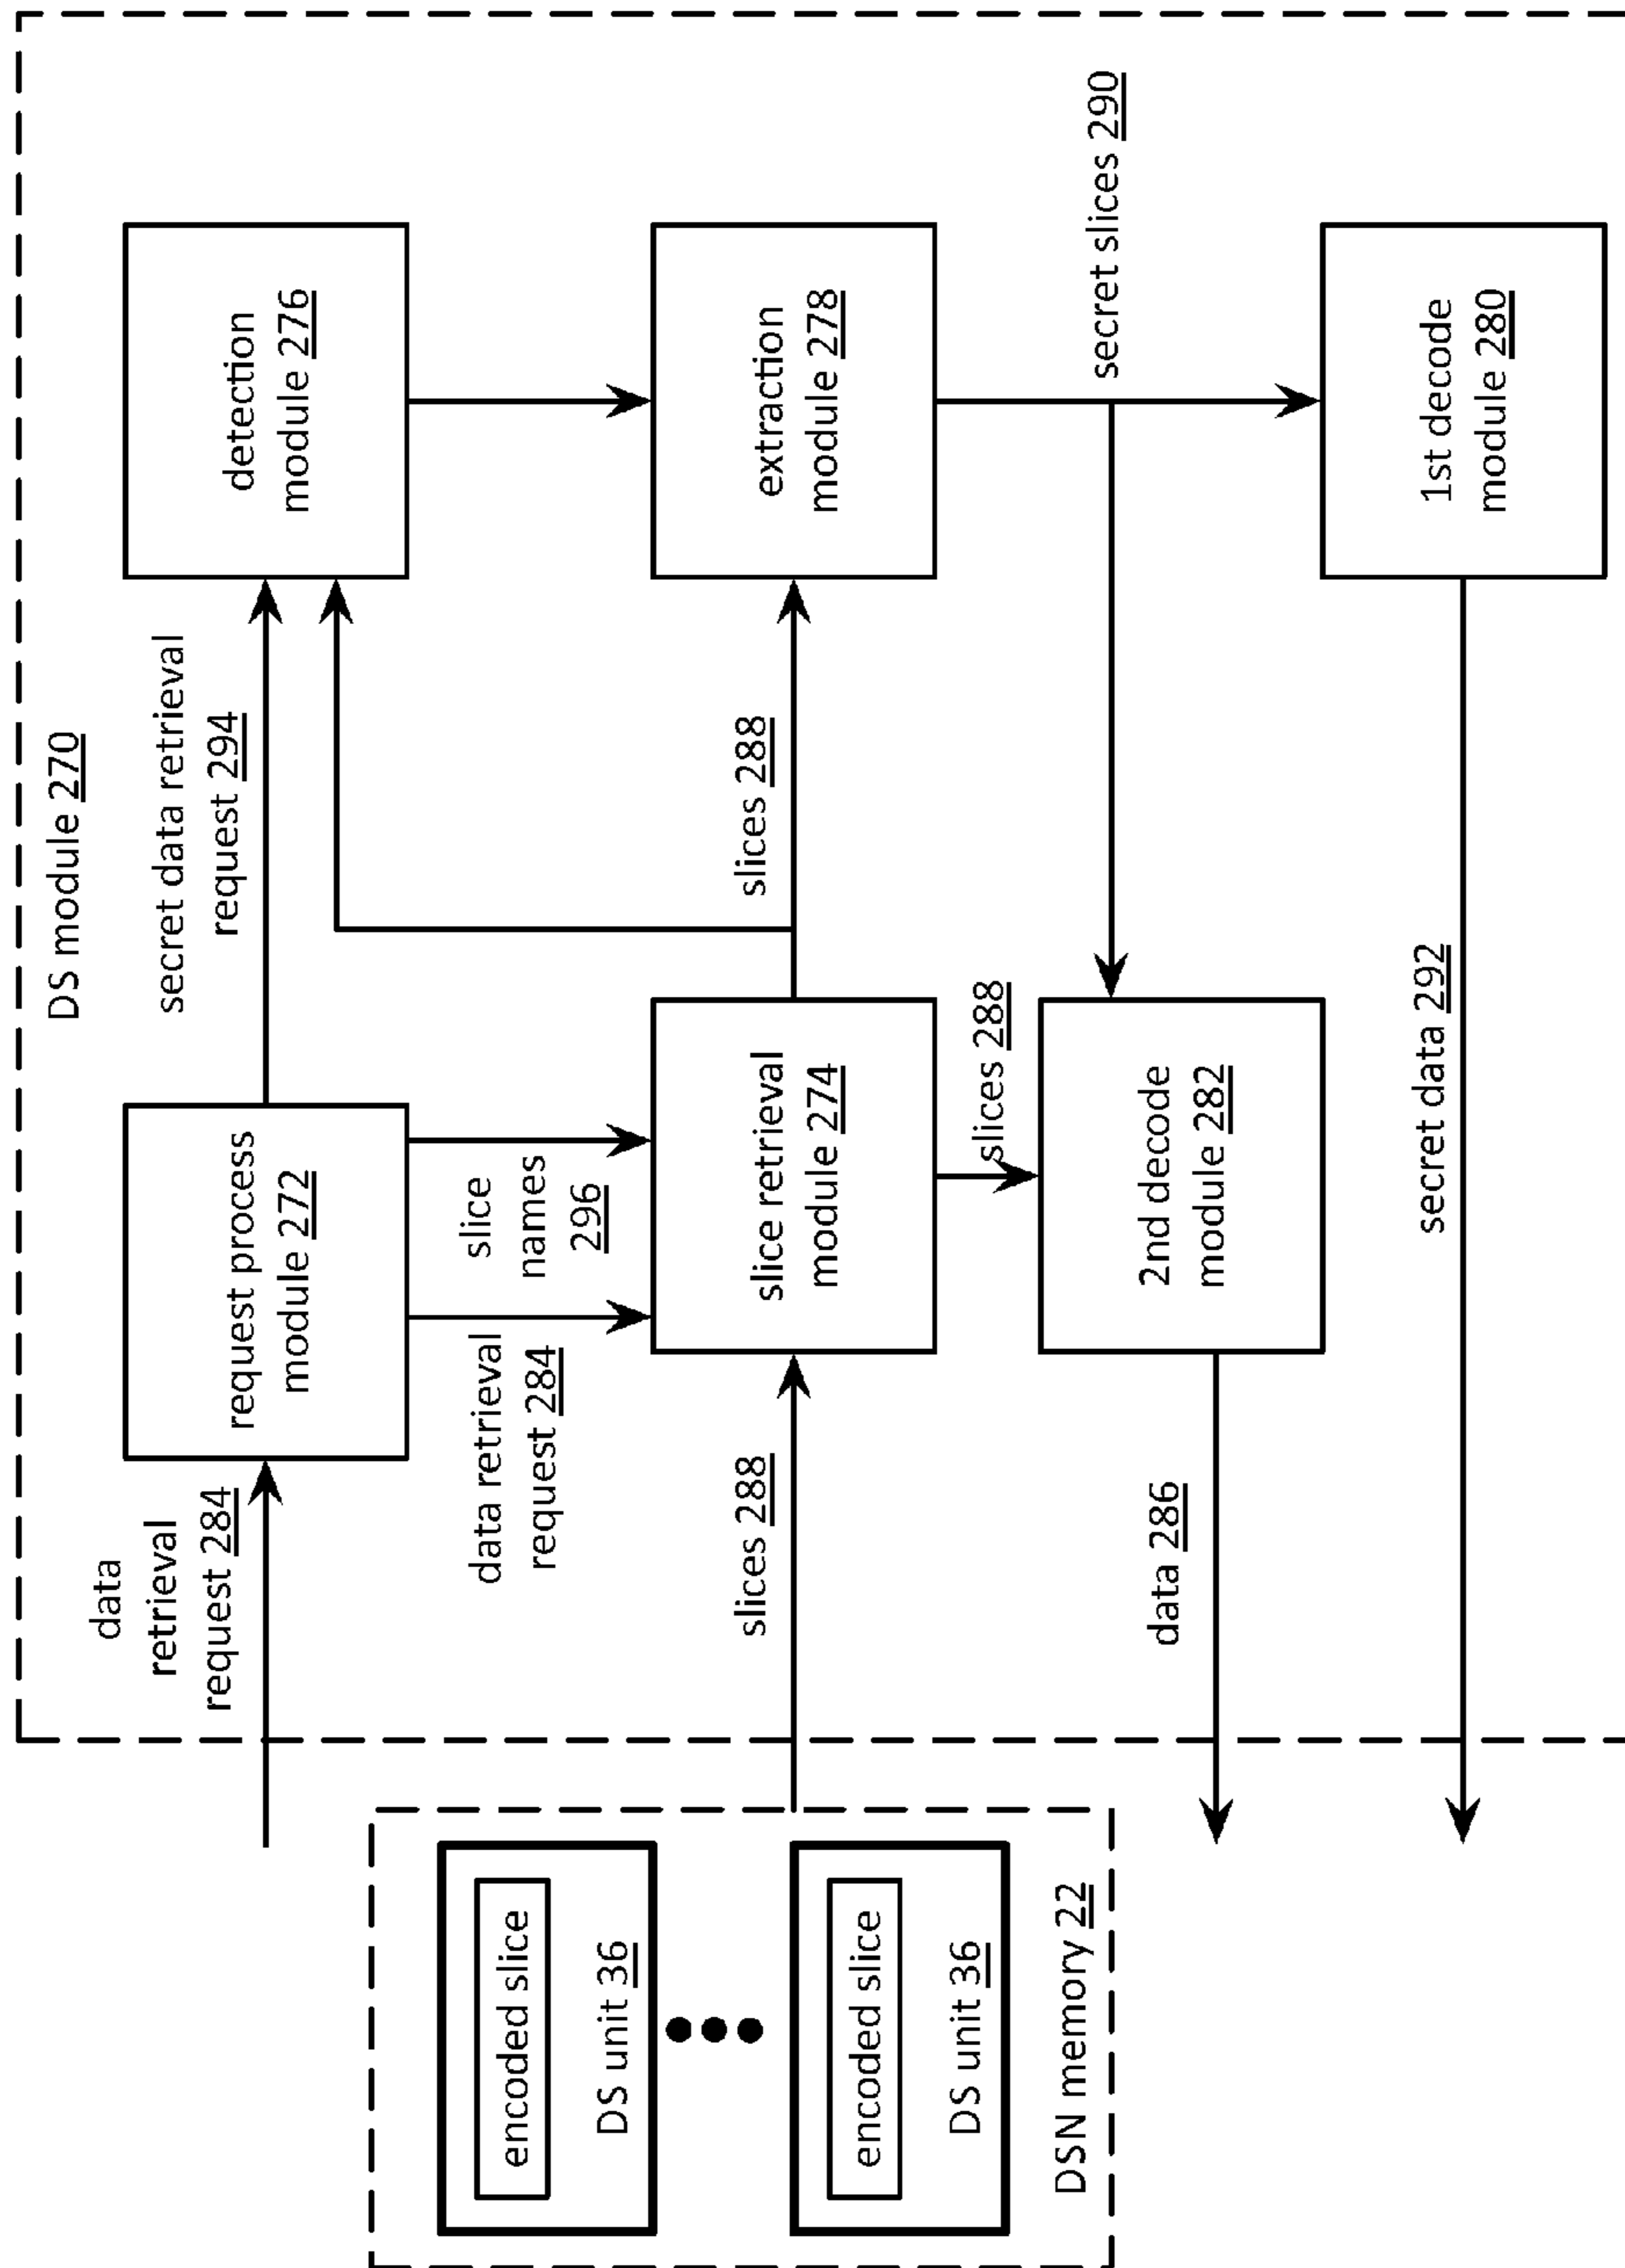 DS module 270
data
retrieval
request 284
request process
module 272
secret data retrieval
request 294
detection
module 276
data retrieval
request 284
slice
names
296
encoded slice
DS unit 36
slices 288
slice retrieval
module 274
slices 288
extraction
module 278
encoded slice
DS unit 36
DSN memory 22
slices 288
secret slices 290
data 286
2nd decode
module 282
secret data 292
1st decode
module 280